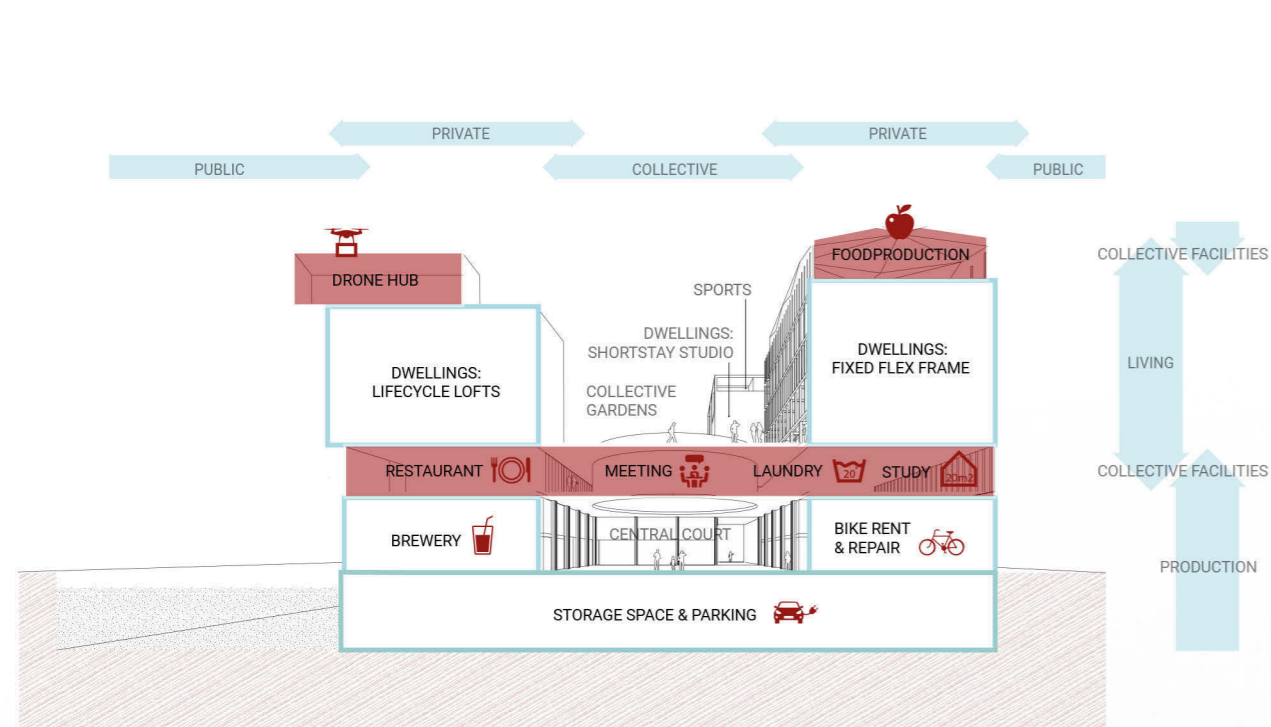 PRIVATE
PRIVATE
PUBLIC
COLLECTIVE
PUBLIC
FOODPRODUCTION
COLLECTIVE FACILITIES
DRONE HUB
SPORTS
DWELLINGS:
SHORTSTAY STUDIO
DWELLINGS:
FIXED FLEX FRAME
LIVING
DWELLINGS:
LIFECYCLE LOFTS
COLLECTIVE
GARDENS
RESTAURANT
MEETING
LAUNDRY
20°
STUDY
20m2
COLLECTIVE FACILITIES
BREWERY
CENTRAL COURT
BIKE RENT
& REPAIR
PRODUCTION
STORAGE SPACE & PARKING